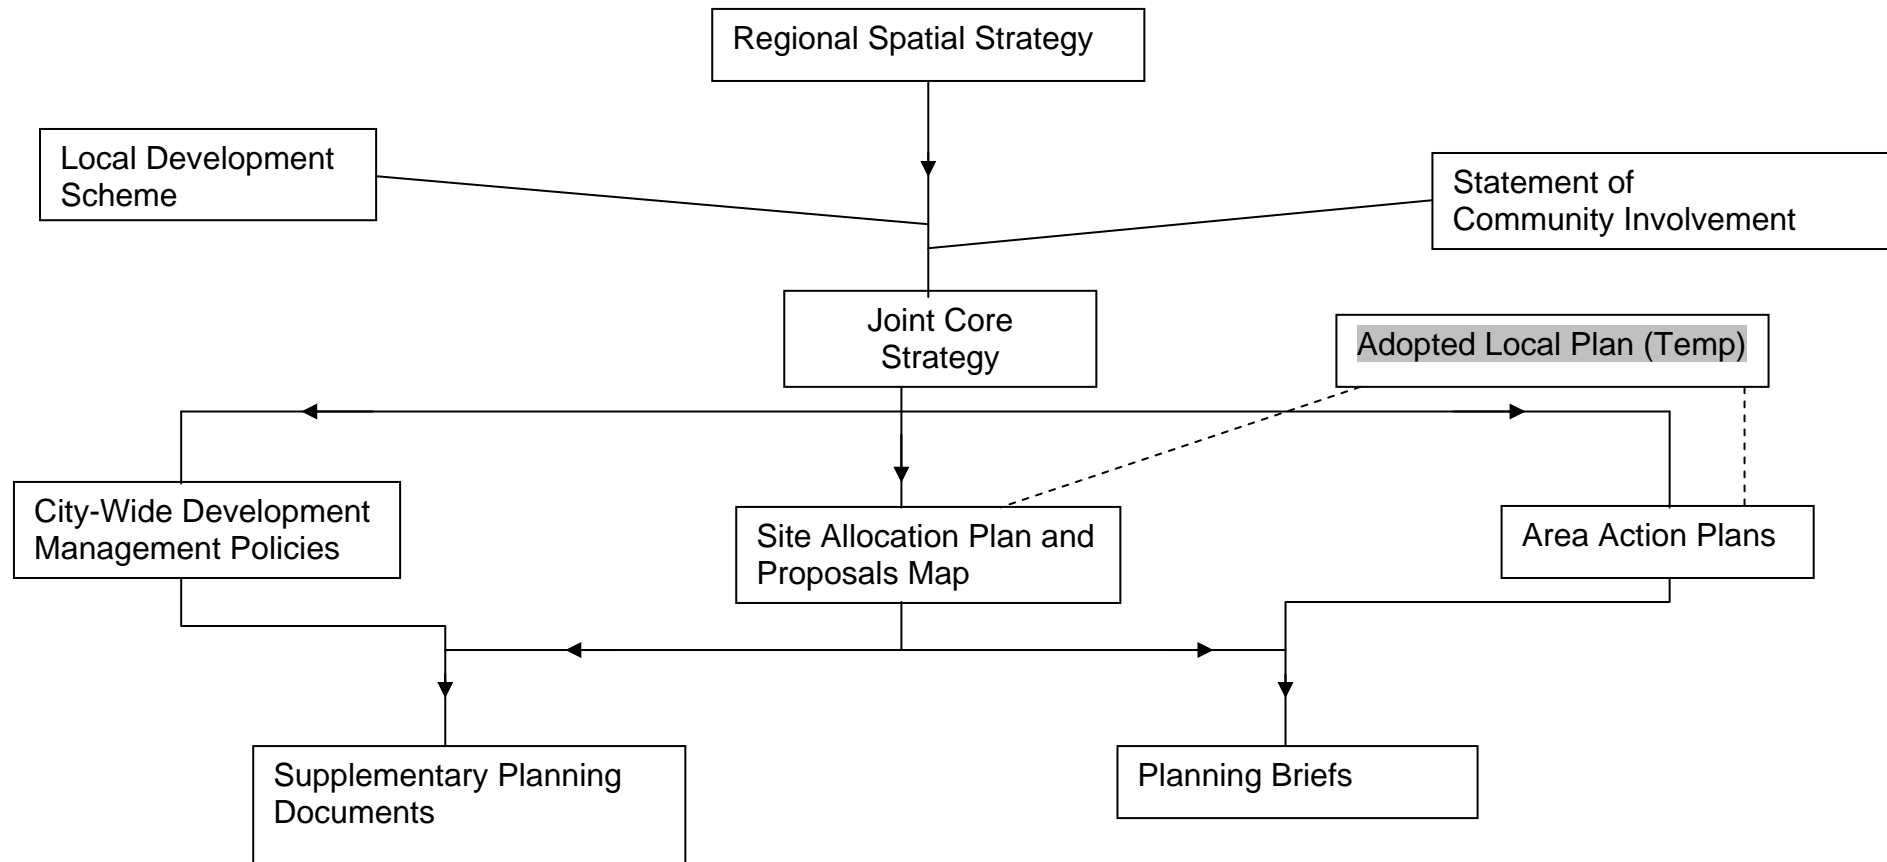 Regional Spatial Strategy
Local Development
Scheme
Statement of
Community Involvement
Joint Core
Strategy
Adopted Local Plan (Temp)
City-Wide Development
Management Policies
Site Allocation Plan and
Proposals Map
Area Action Plans
Supplementary Planning
Documents
Planning Briefs